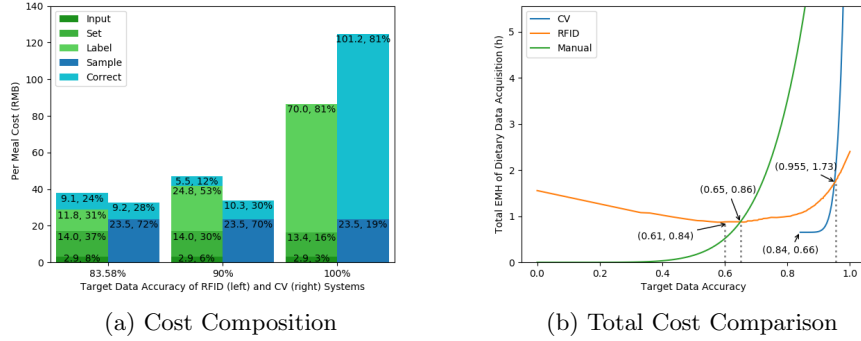 140
120
100
80
60
40
20
0
Per Meal Cost (RMB)
Input
Set
Label
Sample
Correct
9.1, 24%
11.8, 31%
14.0, 37%
2.9, 8%
9.2, 28%
23.5, 72%
5.5, 12%
24.8, 53%
14.0, 30%
2.9, 6%
10.3, 30%
23.5, 70%
70.0, 81%
13.4, 16%
2.9, 3%
101.2, 81%
23.5, 19%
83.58% 90% 100%
Target Data Accuracy of RFID (left) and CV (right) Systems
(a) Cost Composition
5
4
3
2
1
0
Total EMH of Dietary Data Acquisition (h)
CV
RFID
Manual
(0.955, 1.73)
(0.65, 0.86)
(0.61, 0.84)
(0.84, 0.66)
0.0 0.2 0.4 0.6 0.8 1.0
Target Data Accuracy
(b) Total Cost Comparison